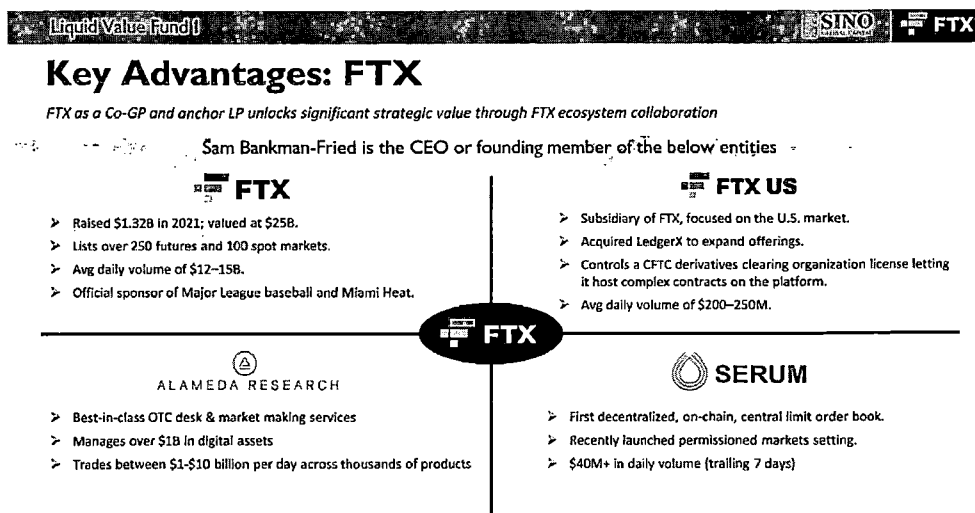 Liquid Value Fund I
SINO
FTX
Key Advantages: FTX
FTX as a Co-GP and anchor LP unlocks significant strategic value through FTX ecosystem collaboration
Sam Bankman-Fried is the CEO or founding member of the below entities
FTX
➢ Raised $1.32B in 2021; valued at $25B.
➢ Lists over 250 futures and 100 spot markets.
➢ Avg daily volume of $12–15B.
➢ Official sponsor of Major League baseball and Miami Heat.
FTX US
➢ Subsidiary of FTX, focused on the U.S. market.
➢ Acquired LedgerX to expand offerings.
➢ Controls a CFTC derivatives clearing organization license letting
it host complex contracts on the platform.
➢ Avg daily volume of $200–250M.
FTX
ALAMEDA RESEARCH
➢ Best-in-class OTC desk & market making services
➢ Manages over $1B in digital assets
➢ Trades between $1-$10 billion per day across thousands of products
SERUM
➢ First decentralized, on-chain, central limit order book.
➢ Recently launched permissioned markets setting.
➢ $40M+ in daily volume (trailing 7 days)